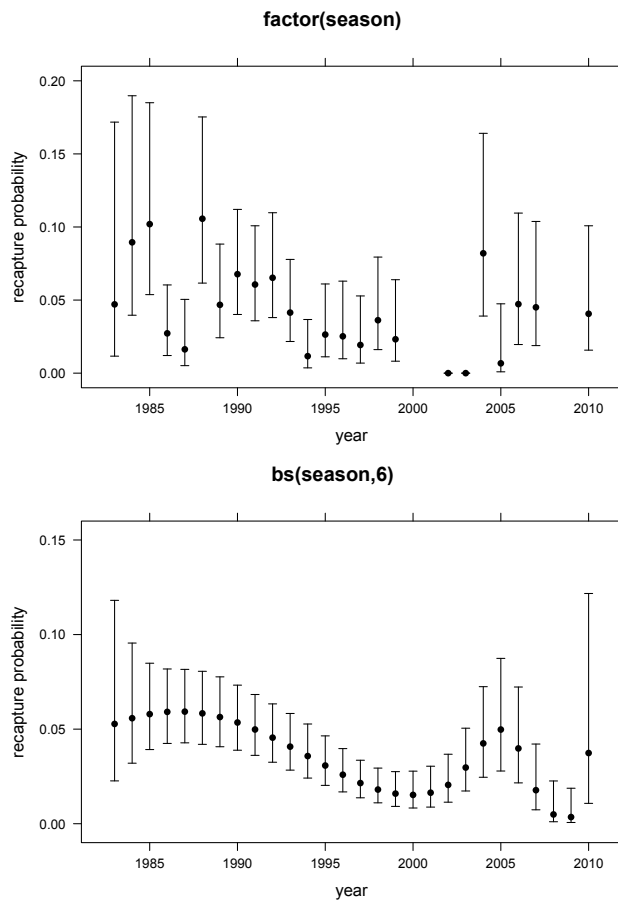 factor(season)
0.20
0.15
0.10
0.05
0.00
recapture probability
1985 1990 1995 2000 2005 2010
year
bs(season,6)
0.15
0.10
0.05
0.00
recapture probability
1985 1990 1995 2000 2005 2010
year